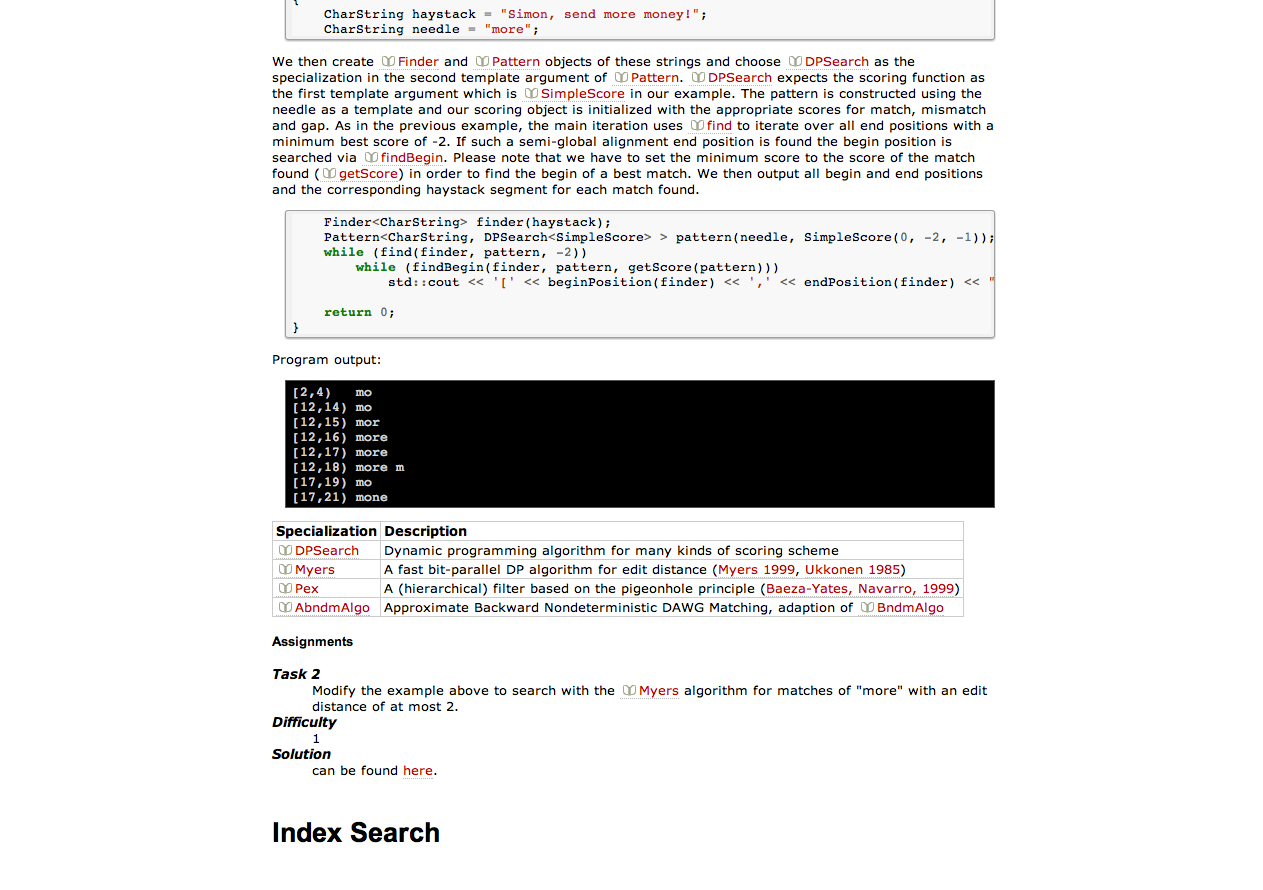 {
    CharString haystack = "Simon, send more money!";
    CharString needle = "more";
We then create Finder and Pattern objects of these strings and choose DPSearch as the
specialization in the second template argument of Pattern. DPSearch expects the scoring function as
the first template argument which is SimpleScore in our example. The pattern is constructed using the
needle as a template and our scoring object is initialized with the appropriate scores for match, mismatch
and gap. As in the previous example, the main iteration uses find to iterate over all end positions with a
minimum best score of -2. If such a semi-global alignment end position is found the begin position is
searched via findBegin. Please note that we have to set the minimum score to the score of the match
found (getScore) in order to find the begin of a best match. We then output all begin and end positions
and the corresponding haystack segment for each match found.
    Finder<CharString> finder(haystack);
    Pattern<CharString, DPSearch<SimpleScore> > pattern(needle, SimpleScore(0, -2, -1));
    while (find(finder, pattern, -2))
        while (findBegin(finder, pattern, getScore(pattern)))
            std::cout << '[' << beginPosition(finder) << ',' << endPosition(finder) << "
    return 0;
}
Program output:
[2,4)   mo
[12,14) mo
[12,15) mor
[12,16) more
[12,17) more
[12,18) more m
[17,19) mo
[17,21) mone
Specialization Description
DPSearch Dynamic programming algorithm for many kinds of scoring scheme
Myers A fast bit-parallel DP algorithm for edit distance (Myers 1999, Ukkonen 1985)
Pex A (hierarchical) filter based on the pigeonhole principle (Baeza-Yates, Navarro, 1999)
AbndmAlgo Approximate Backward Nondeterministic DAWG Matching, adaption of BndmAlgo
Assignments
Task 2
Modify the example above to search with the Myers algorithm for matches of "more" with an edit
distance of at most 2.
Difficulty
1
Solution
can be found here.
Index Search